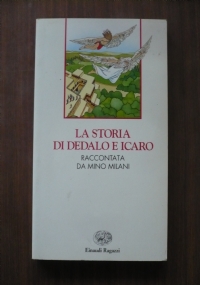 LA STORIA
DI DEDALO E ICARO
RACCONTATA
DA MINO MILANI
Einaudi Ragazzi